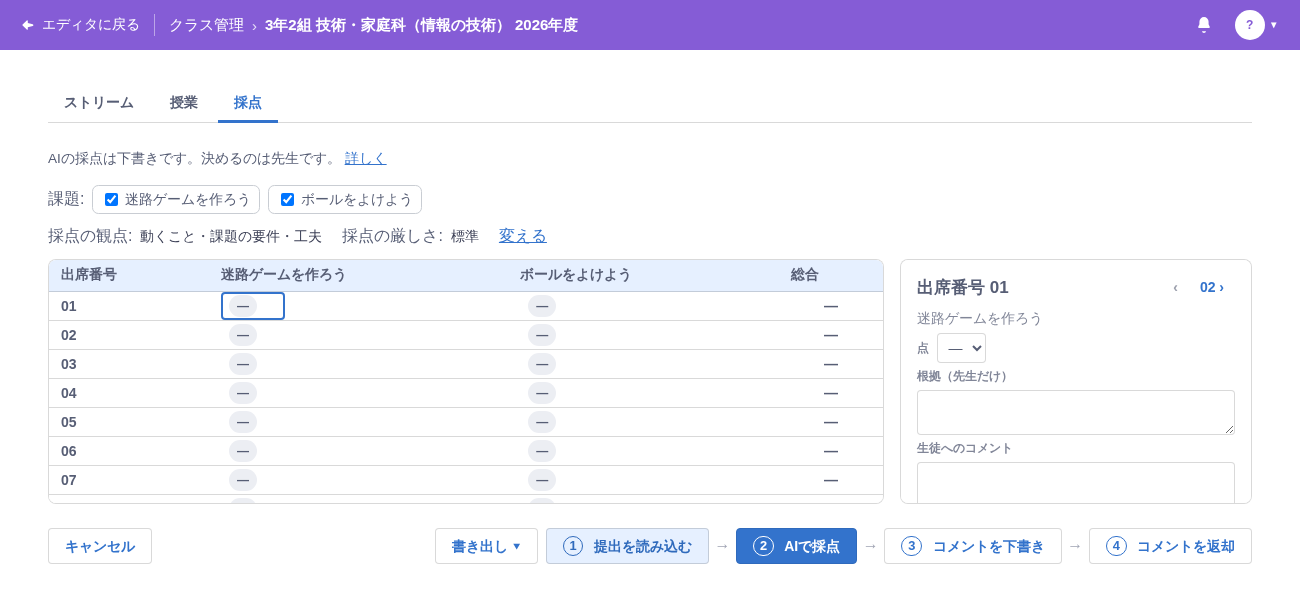 エディタに戻る クラス管理 › 3年2組 技術・家庭科（情報の技術） 2026年度 ? ▾
ストリーム 授業 採点
AIの採点は下書きです。決めるのは先生です。 詳しく
課題: 迷路ゲームを作ろう ボールをよけよう
採点の観点: 動くこと・課題の要件・工夫 採点の厳しさ: 標準 変える
出席番号 迷路ゲームを作ろう ボールをよけよう 総合
01 — — —
02 — — —
03 — — —
04 — — —
05 — — —
06 — — —
07 — — —
出席番号 01 ‹ 02 ›
迷路ゲームを作ろう
点 —
根拠（先生だけ）
生徒へのコメント
キャンセル 書き出し ▼ 1 提出を読み込む → 2 AIで採点 → 3 コメントを下書き → 4 コメントを返却